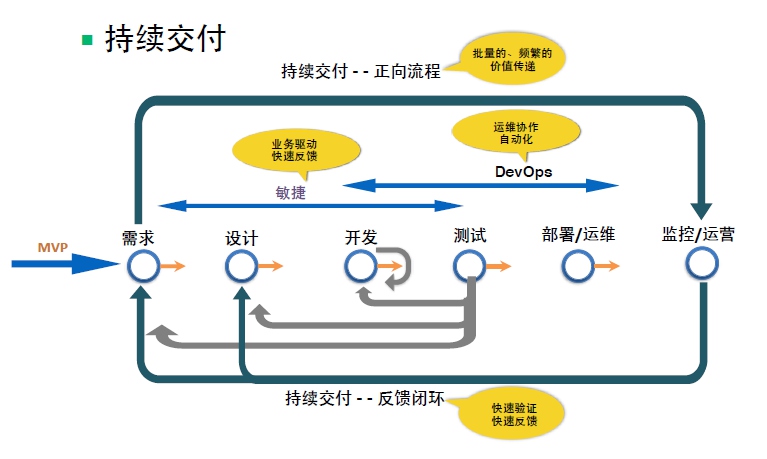 持续交付
持续交付 - - 正向流程
批量的、频繁的
价值传递
业务驱动
快速反馈
运维协作
自动化
DevOps
敏捷
MVP
需求
设计
开发
测试
部署/运维
监控/运营
持续交付 - - 反馈闭环
快速验证
快速反馈